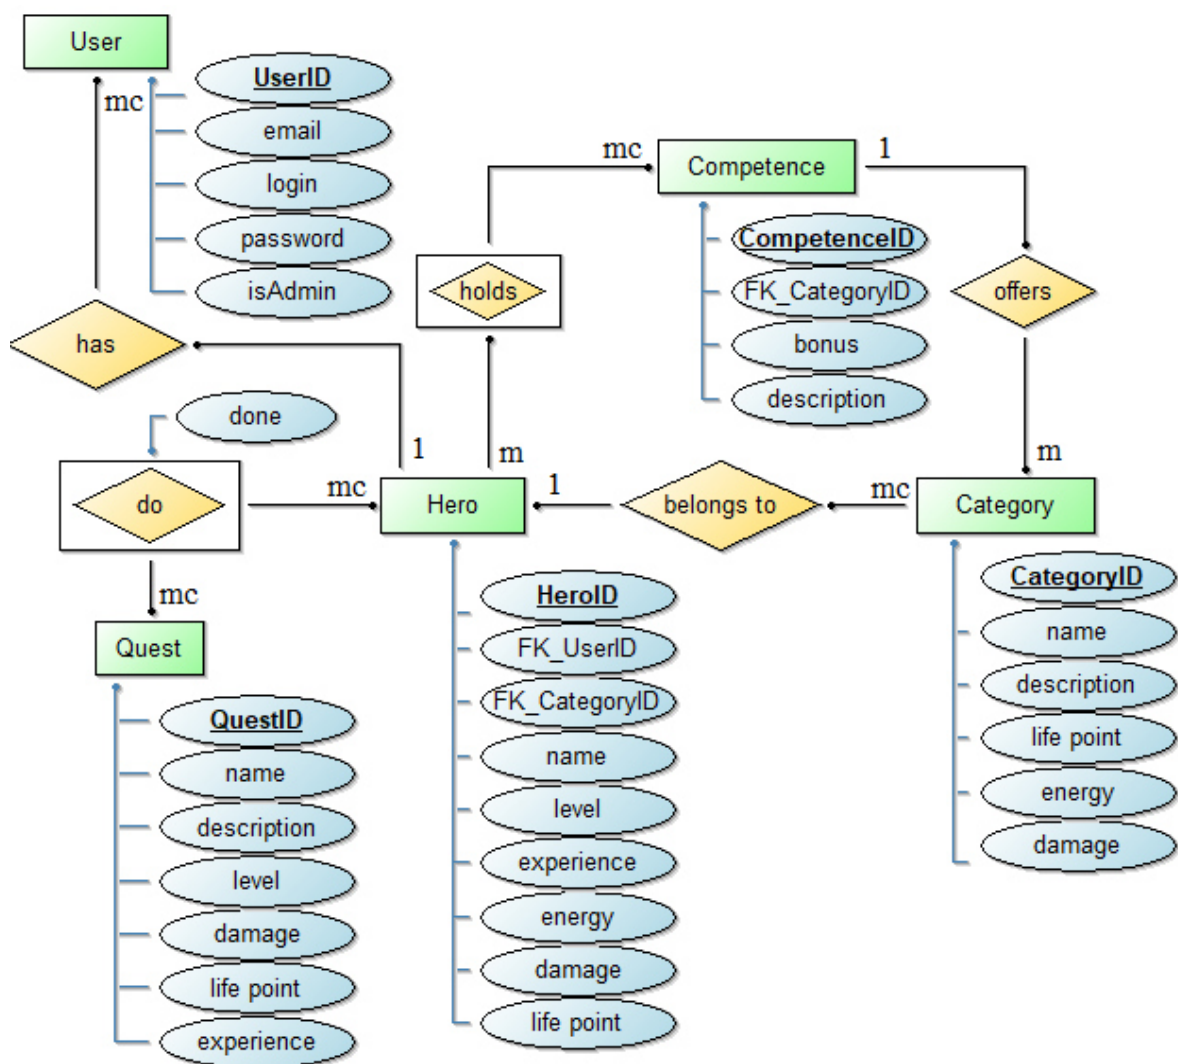 User
mc
UserID
email
login
password
isAdmin
has
mc
Competence
1
CompetenceID
FK_CategoryID
bonus
description
holds
offers
done
do
mc
1
m
Hero
1
belongs to
mc
m
Category
mc
Quest
QuestID
name
description
level
damage
life point
experience
HeroID
FK_UserID
FK_CategoryID
name
level
experience
energy
damage
life point
CategoryID
name
description
life point
energy
damage